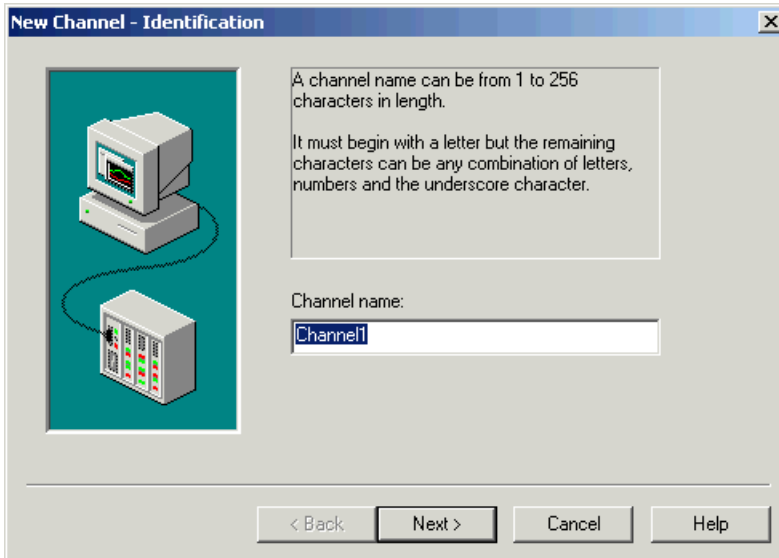 New Channel - Identification
A channel name can be from 1 to 256
characters in length.
It must begin with a letter but the remaining
characters can be any combination of letters,
numbers and the underscore character.
Channel name:
Channel1
< Back
Next >
Cancel
Help